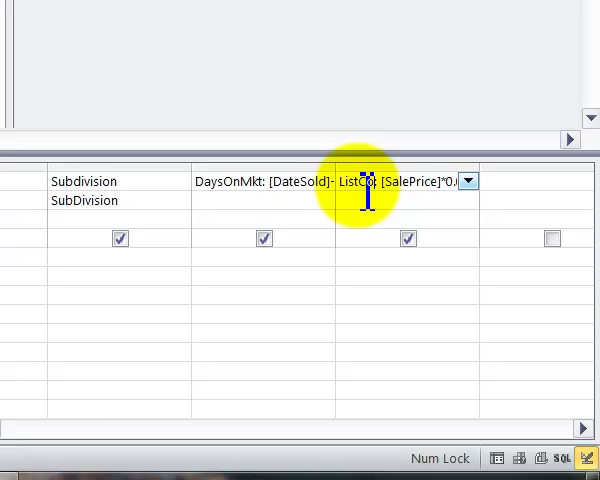 Subdivision DaysOnMkt: [DateSold]- ListCo: [SalePrice]*0.
SubDivision
Num Lock SQL